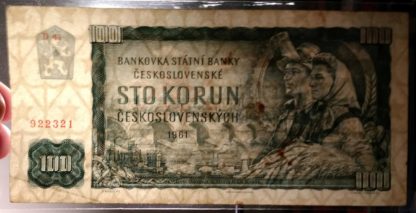 100
100
BANKOVKA STÁTNÍ BANKY
ČESKOSLOVENSKÉ
STO KORUN
ČESKOSLOVENSKÝCH
1961
922321
100
100